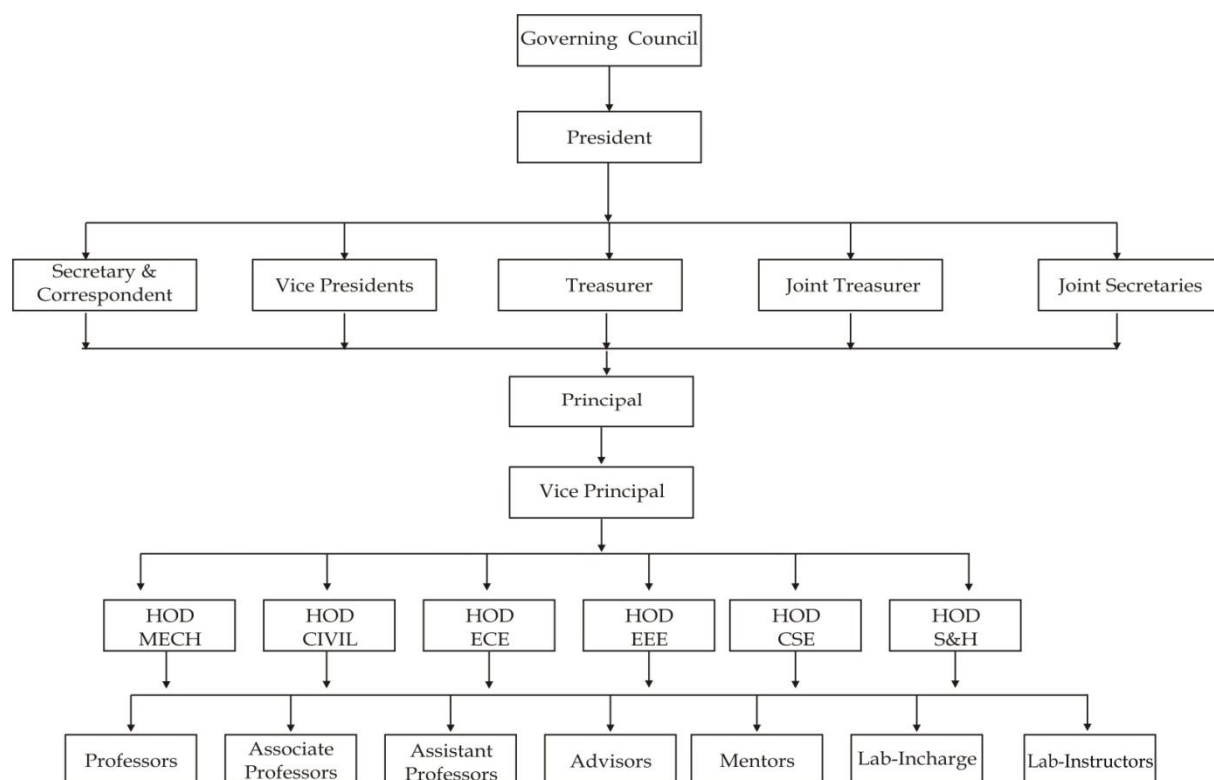 Governing Council
President
Secretary &
Correspondent
Vice Presidents
Treasurer
Joint Treasurer
Joint Secretaries
Principal
Vice Principal
HOD
MECH
HOD
CIVIL
HOD
ECE
HOD
EEE
HOD
CSE
HOD
S&H
Professors
Associate
Professors
Assistant
Professors
Advisors
Mentors
Lab-Incharge
Lab-Instructors